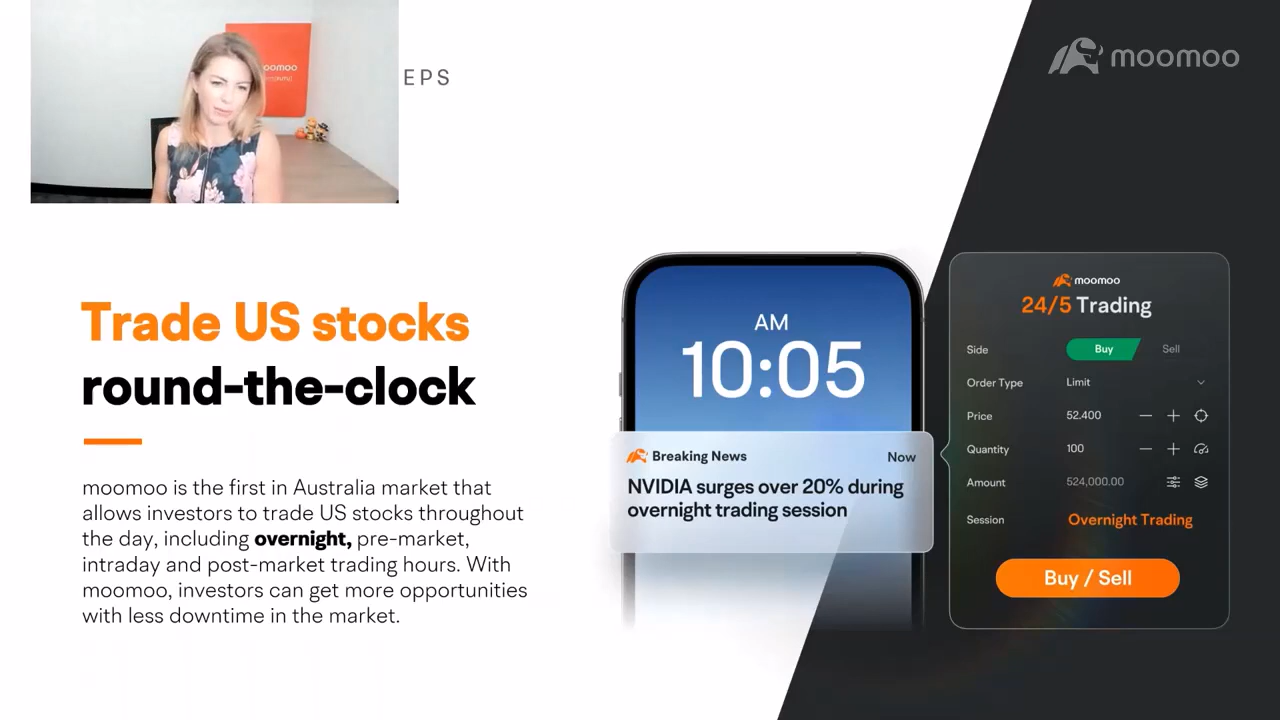 oomoo
EPS
moomoo
Trade US stocks
round-the-clock
moomoo is the first in Australia market that
allows investors to trade US stocks throughout
the day, including overnight, pre-market,
intraday and post-market trading hours. With
moomoo, investors can get more opportunities
with less downtime in the market.
AM
10:05
Breaking News
Now
NVIDIA surges over 20% during
overnight trading session
moomoo
24/5 Trading
Side Buy Sell
Order Type Limit
Price 52.400
Quantity 100
Amount 524,000.00
Session Overnight Trading
Buy / Sell